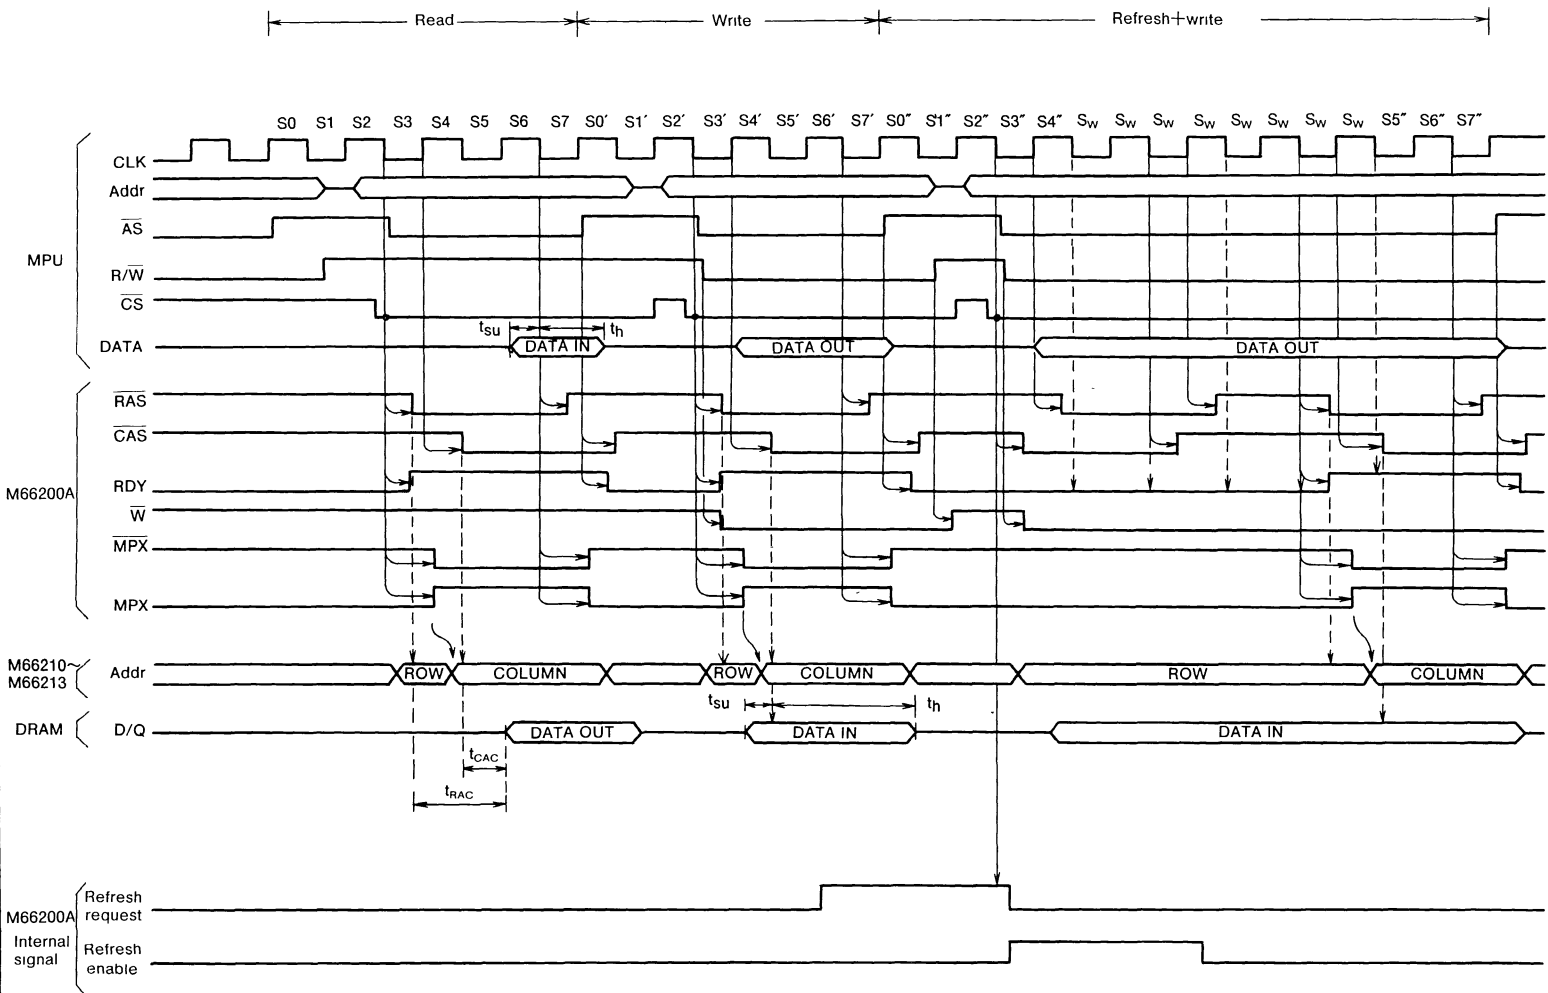 Read Write Refresh+write
S0 S1 S2 S3 S4 S5 S6 S7 S0′ S1′ S2′ S3′ S4′ S5′ S6′ S7′ S0″ S1″ S2″ S3″ S4″ SW SW SW SW SW SW SW SW S5″ S6″ S7″
CLK
Addr
AS
MPU
R/W
CS
tsu th
DATA DATA IN DATA OUT DATA OUT
RAS
CAS
M66200A RDY
W
MPX
MPX
M66210~
M66213
Addr ROW COLUMN ROW COLUMN ROW COLUMN
tsu th
DRAM D/Q DATA OUT DATA IN DATA IN
tCAC
tRAC
Refresh
request
M66200A
Internal
signal
Refresh
enable